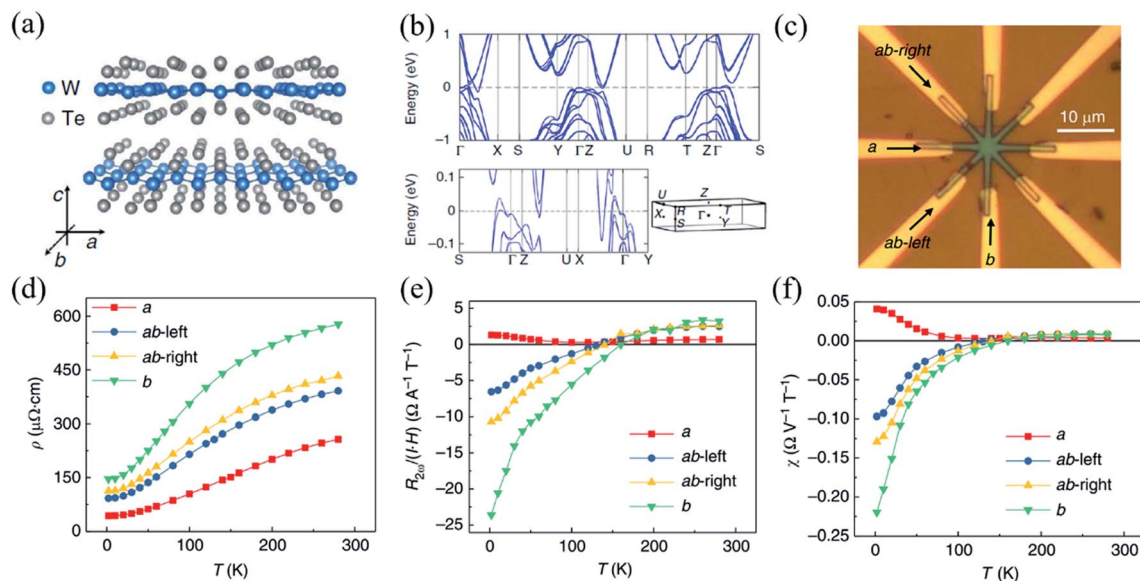 (a)
W
Te
c
a
b
(b)
Energy (eV)
1
0
−1
Γ X S Y ΓZ U R T ZΓ S
Energy (eV)
0.1
0
−0.1
S ΓZ U X Γ Y
U Z
X R Γ T
S Y
(c)
ab-right
10 μm
a
ab-left
b
(d)
600
450
300
150
0
ρ (μΩ·cm)
a
ab-left
ab-right
b
0 100 200 300
T (K)
(e)
5
2.5
0
−5
−10
−15
−20
−25
R2ω/(I·H) (Ω A−1 T−1)
a
ab-left
ab-right
b
0 100 200 300
T (K)
(f)
0.05
0.00
−0.05
−0.10
−0.15
−0.20
−0.25
χ (Ω V−1 T−1)
a
ab-left
ab-right
b
0 100 200 300
T (K)